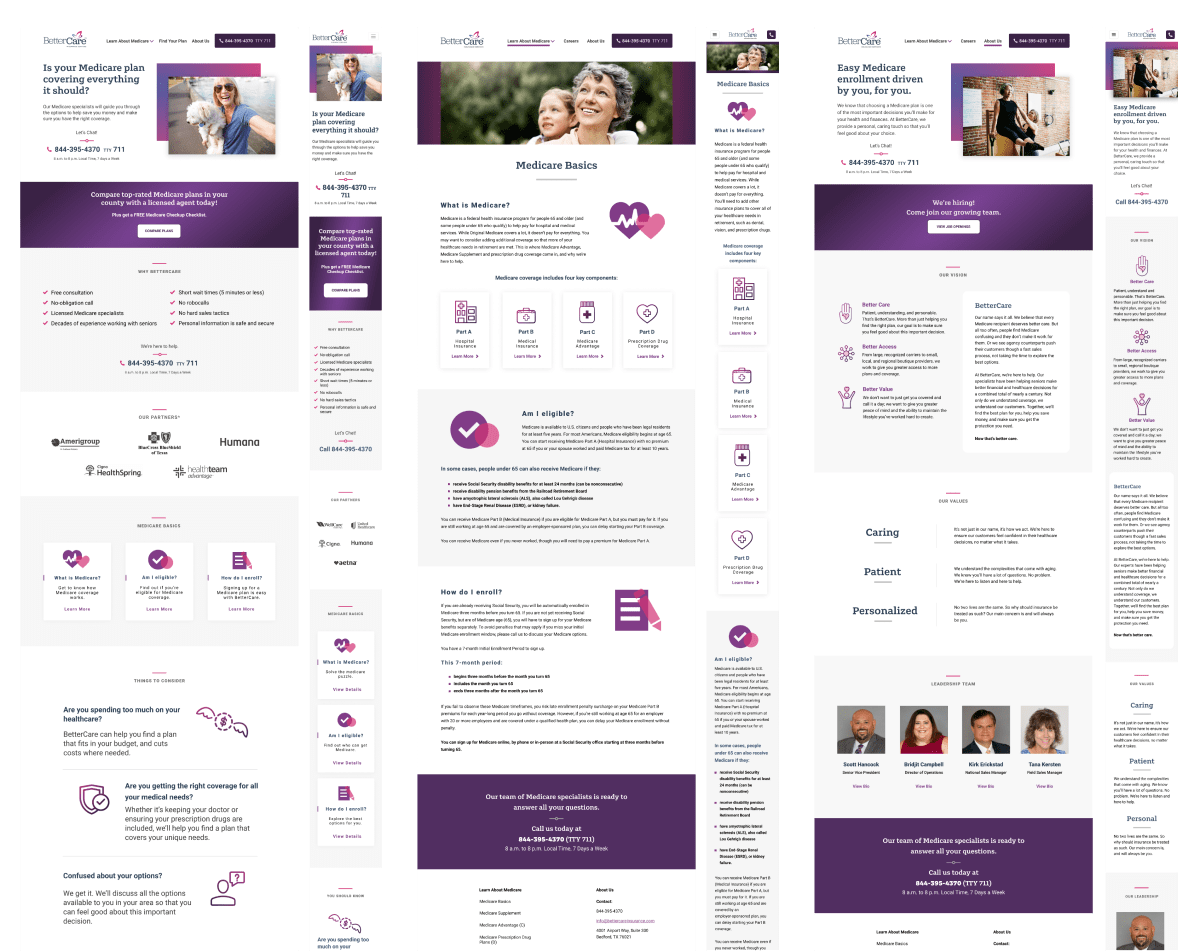 BetterCare
Learn About Medicare
Find Your Plan
About Us
844-395-4370 TTY 711
Is your Medicare plan
covering everything
it should?
Our Medicare specialists will guide you through
the options to help save you money and make
sure you have the right coverage.
Let's Chat!
844-395-4370 TTY 711
8 a.m. to 8 p.m. Local Time, 7 Days a Week
Compare top-rated Medicare plans in your
county with a licensed agent today!
Plus get a FREE Medicare Checkup Checklist.
COMPARE PLANS
WHY BETTERCARE
Free consultation
No-obligation call
Licensed Medicare specialists
Decades of experience working with seniors
Short wait times (5 minutes or less)
No robocalls
No hard sales tactics
Personal information is safe and secure
We're here to help.
844-395-4370 TTY 711
8 a.m. to 8 p.m. Local Time, 7 Days a Week
OUR PARTNERS*
Amerigroup
BlueCross BlueShield
of Texas
Humana
Cigna
HealthSpring
healthteam
advantage
MEDICARE BASICS
What is Medicare?
Get to know how
Medicare coverage
works.
Learn More
Am I eligible?
Find out if you're
eligible for Medicare
Coverage.
Learn More
How do I enroll?
Signing up for a
Medicare plan is easy
with BetterCare.
Learn More
THINGS TO CONSIDER
Are you spending too much on your
healthcare?
BetterCare can help you find a plan
that fits in your budget, and cuts
costs where needed.
Are you getting the right coverage for all
your medical needs?
Whether it's keeping your doctor or
ensuring your prescription drugs are
included, we'll help you find a plan that
covers your unique needs.
Confused about your options?
We get it. We'll discuss all the options
available to you in your area so that you
can feel good about this important
decision.
BetterCare
Is your Medicare
plan covering
everything it should?
Our Medicare specialists will guide you
through the options to help save you
money and make sure you have the
right coverage.
Let's Chat!
844-395-4370 TTY
711
8 a.m. to 8 p.m. Local Time, 7 Days a Week
Compare top-rated
Medicare plans in
your county with a
licensed agent today!
Plus get a FREE Medicare
Checkup Checklist.
COMPARE PLANS
WHY BETTERCARE
Free consultation
No-obligation call
Licensed Medicare specialists
Decades of experience working
with seniors
Short wait times (5 minutes or
less)
No robocalls
No hard sales tactics
Personal information is safe and
secure
Let's Chat!
Call 844-395-4370
OUR PARTNERS
WellCare
UnitedHealthcare
Cigna
Humana
aetna
MEDICARE BASICS
What is Medicare?
Solve the medicare
puzzle.
View Details
Am I eligible?
Find out who can get
Medicare.
View Details
How do I enroll?
Explore the best
options for you.
View Details
YOU SHOULD KNOW
Are you spending too
much on your
BetterCare
Learn About Medicare
Careers
About Us
844-395-4370 TTY 711
Medicare Basics
What is Medicare?
Medicare is a federal health insurance program for people 65 and older (and
some people under 65 who qualify) to help pay for hospital and medical
services. While Original Medicare covers a lot, it doesn't pay for everything. You
may want to consider adding additional coverage so that more of your
healthcare needs in retirement are met. This is where Medicare Advantage,
Medicare Supplement and prescription drug coverage come in, and why we're
here to help.
Medicare coverage includes four key components:
Part A
Hospital
Insurance
Learn More
Part B
Medical
Insurance
Learn More
Part C
Medicare
Advantage
Learn More
Part D
Prescription Drug
Coverage
Learn More
Am I eligible?
Medicare is available to U.S. citizens and people who have been legal residents
for at least five years. For most Americans, Medicare eligibility begins at age 65.
You can start receiving Medicare Part A (Hospital Insurance) with no premium
at 65 if you or your spouse worked and paid Medicare tax for at least 10 years.
In some cases, people under 65 can also receive Medicare if they:
receive Social Security disability benefits for at least 24 months (can be nonconsecutive)
receive disability pension benefits from the Railroad Retirement Board
have amyotrophic lateral sclerosis (ALS), also called Lou Gehrig's disease
have End-Stage Renal Disease (ESRD), or kidney failure.
You can receive Medicare Part B (Medical Insurance) if you are eligible for Medicare Part A, but you must pay for it. If you
are still working at age 65 and are covered by an employer-sponsored plan, you can delay starting your Part B coverage.
You can receive Medicare even if you never worked, though you will need to pay a premium for Medicare Part A.
How do I enroll?
If you are already receiving Social Security, you will be automatically enrolled in
Medicare three months before you turn 65. If you are not yet receiving Social
Security, but are of Medicare age (65), you will have to sign up for your Medicare
benefits separately. To avoid penalties that may apply if you miss your initial
Medicare enrollment window, please call us to discuss your Medicare options.
You have a 7-month Initial Enrollment Period to sign up.
This 7-month period:
begins three months before the month you turn 65
includes the month you turn 65
ends three months after the month you turn 65
If you fail to observe these Medicare timeframes, you risk late enrollment penalty surcharge on your Medicare Part B
premiums for each year-long period you go without coverage. However, if you're still working at age 65 for an employer
with 20 or more employees and are covered under a qualified health plan, you can delay your Medicare enrollment without
penalty.
You can sign up for Medicare online, by phone or in-person at a Social Security office starting at three months before
turning 65.
Our team of Medicare specialists is ready to
answer all your questions.
Call us today at
844-395-4370 (TTY 711)
8 a.m. to 8 p.m. Local Time, 7 Days a Week
Learn About Medicare
Medicare Basics
Medicare Supplement
Medicare Advantage (C)
Medicare Prescription Drug
Plans (D)
About Us
Contact:
844-395-4370
4001 Airport Way, Suite 500
Bedford, TX 76021
BetterCare
Medicare Basics
What is Medicare?
Medicare is a federal health
insurance program for people
65 and older (and some
people under 65 who qualify)
to help pay for hospital and
medical services. While
Medicare covers a lot, it
doesn't pay for everything.
You'll need to add other
insurance plans to cover all of
your healthcare needs in
retirement, such as dental,
vision, and prescription drugs.
Medicare coverage
includes four key
components:
Part A
Hospital
Insurance
Learn More
Part B
Medical
Insurance
Learn More
Part C
Medicare
Advantage
Learn More
Part D
Prescription Drug
Coverage
Learn More
Am I eligible?
Medicare is available to U.S.
citizens and people who have
been legal residents for at least
five years. For most Americans,
Medicare eligibility begins at age
65. You can start receiving
Medicare Part A (Hospital
Insurance) with no premium at 65
if you or your spouse worked and
paid Medicare tax for at least
10 years.
In some cases, people
under 65 can also receive
Medicare if they:
receive Social Security
disability benefits for at least
24 months (can be
nonconsecutive)
receive disability pension
benefits from the Railroad
Retirement Board
have amyotrophic lateral
sclerosis (ALS), also called
Lou Gehrig's disease
have End-Stage Renal
Disease (ESRD), or kidney
failure.
You can receive Medicare Part B
(Medical Insurance) if you are
eligible for Medicare Part A, but
you must pay for it. If you are
still working at age 65 and are
covered by an
employer-sponsored plan, you
can delay starting your Part B
coverage.
You can receive Medicare even if
you never worked, though you
BetterCare
Learn About Medicare
Careers
About Us
844-395-4370 TTY 711
Easy Medicare
enrollment driven
by you, for you.
We know that choosing a Medicare plan is one
of the most important decisions you'll make for
your health and finances. At BetterCare, we
provide a personal, caring touch so that you'll
feel good about your choice.
Let's Chat!
844-395-4370 TTY 711
8 a.m. to 8 p.m. Local Time, 7 Days a Week
We're hiring!
Come join our growing team.
VIEW JOB OPENINGS
OUR VISION
Better Care
Patient, understanding, and personable.
That's BetterCare. More than just helping you
find the right plan, our goal is to make sure
you feel good about this important decision.
Better Access
From large, recognized carriers to small,
local, and regional boutique providers, we
work to give you greater access to more
plans and coverage.
Better Value
We don't want to just get you covered and
call it a day; we want to give you greater
peace of mind and the ability to maintain the
lifestyle you've worked hard to create.
BetterCare
Our name says it all. We believe that every
Medicare recipient deserves better care. But
all too often, people find Medicare
confusing and they don't make it work for
them. Or we see agency counterparts push
their customers though a fast sales
process, not taking the time to explore the
best options.
At BetterCare, we're here to help. Our
specialists have been helping seniors make
better financial and healthcare decisions for
a combined total of nearly a century. Not
only do we understand coverage, we
understand our customers. Together, we'll
find the best plan for you, help you save
money, and make sure you get the
protection you need.
Now that's better care.
OUR VALUES
Caring
It's not just in our name, it's how we act. We're here to
ensure our customers feel confident in their healthcare
decisions, no matter what it takes.
Patient
We understand the complexities that come with aging.
We know you'll have a lot of questions. No problem.
We're here to listen and here to help.
Personalized
No two lives are the same. So why should insurance be
treated as such? Our main concern is and will always
be you.
LEADERSHIP TEAM
Scott Hancock
Senior Vice President
View Bio
Bridjit Campbell
Director of Operations
View Bio
Kirk Erickstad
National Sales Manager
View Bio
Tana Kersten
Field Sales Manager
View Bio
Our team of Medicare specialists is ready to
answer all your questions.
Call us today at
844-395-4370 (TTY 711)
8 a.m. to 8 p.m. Local Time, 7 Days a Week
Learn About Medicare
Medicare Basics
About Us
Contact:
BetterCare
Easy Medicare
enrollment driven
by you, for you.
We know that choosing a Medicare plan
is one of the most important decisions
you'll make for your health and finances.
At BetterCare, we provide a personal,
caring touch so that you'll feel good
about your choice.
Let's Chat!
Call 844-395-4370
OUR VISION
Better Care
Patient, understanding and
personable. That's BetterCare.
More than just helping you find
the right plan, our goal is to make
sure you feel good about this
important decision.
Better Access
From large, recognized carriers
to small, local, and regional
boutique providers, we work to
give you greater access to
more plans and coverage.
Better Value
We don't want to just get you
covered and call it a day; we
want to give you greater peace
of mind and the ability to
maintain the lifestyle you've
worked hard to create.
BetterCare
Our name says it all. We believe
that every Medicare recipient
deserves better care. But all too
often, people find Medicare
confusing and they don't make it
work for them. Or we see agency
counterparts push their
customers though a fast sales
process, not taking the time to
explore the best options.
At BetterCare, we're here to help.
Our experts have been helping
seniors make better financial
and healthcare decisions for a
combined total of nearly a
century. Not only do we
understand coverage, we
understand our customers.
Together, we'll find the best plan
for you, help you save money,
and make sure you get the
protection you need.
Now that's better care.
OUR VALUES
Caring
It's not just in our name, it's how
we act. We're here to ensure our
customers feel confident in their
healthcare decisions, no matter
what it takes.
Patient
We understand the complexities
that come with aging. We know
you'll have a lot of questions. No
problem. We're here to listen and
here to help.
Personal
No two lives are the same. So
why should insurance be treated
as such. Our main concern is,
and will always be you.
OUR LEADERSHIP